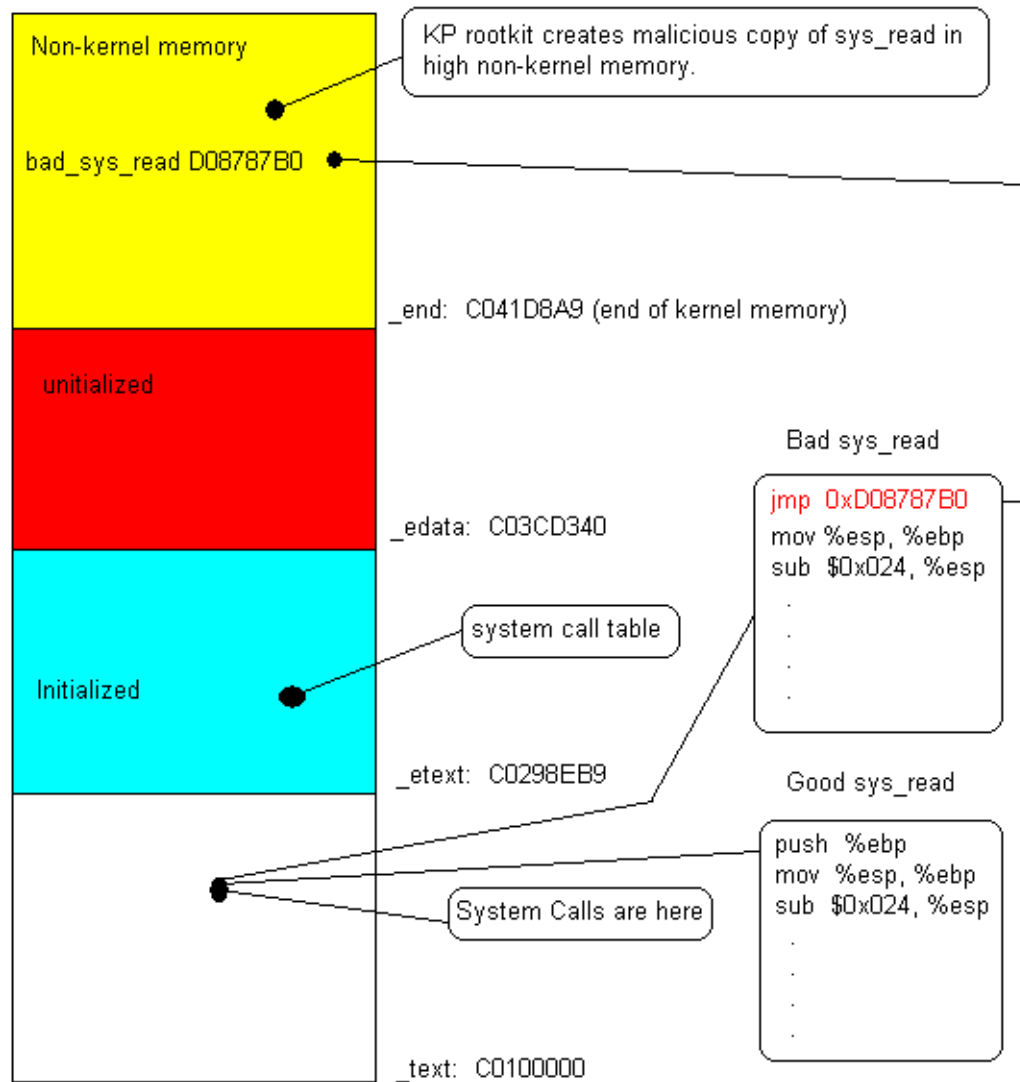 Non-kernel memory
KP rootkit creates malicious copy of sys_read in
high non-kernel memory.
bad_sys_read D08787B0
_end: C041D8A9 (end of kernel memory)
unitialized
_edata: C03CD340
Bad sys_read
jmp 0xD08787B0
mov %esp, %ebp
sub $0x024, %esp
.
.
.
.
system call table
Initialized
_etext: C0298EB9
Good sys_read
push %ebp
mov %esp, %ebp
sub $0x024, %esp
.
.
.
.
System Calls are here
_text: C0100000